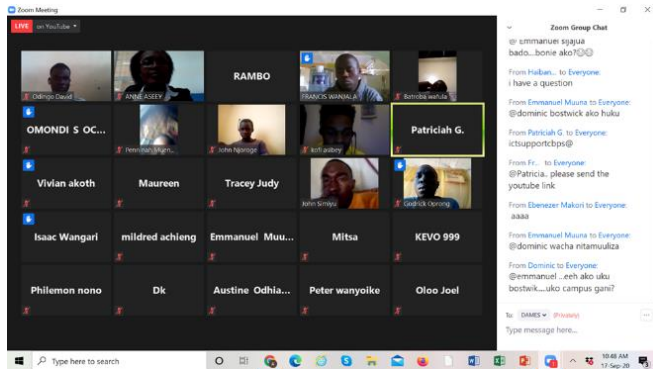 Zoom Meeting
LIVE on YouTube
Odingo David
ANNE ASEEY
RAMBO
FRANCIS WANJALA
Batroba wafula
OMONDI S OC...
John Njoroge
kofi asibey
Patriciah G.
Vivian akoth
Maureen
Tracey Judy
John Simiyu
Godrick Oprong
Isaac Wangari
mildred achieng
Emmanuel Muu...
Mitsa
KEVO 999
Philemon nono
Dk
Austine Odhia...
Peter wanyoike
Oloo Joel
Zoom Group Chat
@ Emmanuel sijajua
bado...bonie ako?
From Halban... to Everyone:
i have a question
From Emmanuel Muuna to Everyone:
@dominic bostwick ako huku
From Patriciah G. to Everyone:
ictsupportcbps@
From Fr... to Everyone:
@Patricia.. please send the
youtube link
From Ebenezer Makori to Everyone:
aaaa
From Emmanuel Muuna to Everyone:
@dominic wacha nitamuuliza
From Dominic to Everyone:
@emmanuel ...eeh ako uku
bostwik....uko campus gani?
To: DAMES (Privately)
Type message here...
Type here to search
10:48 AM
17-Sep-20